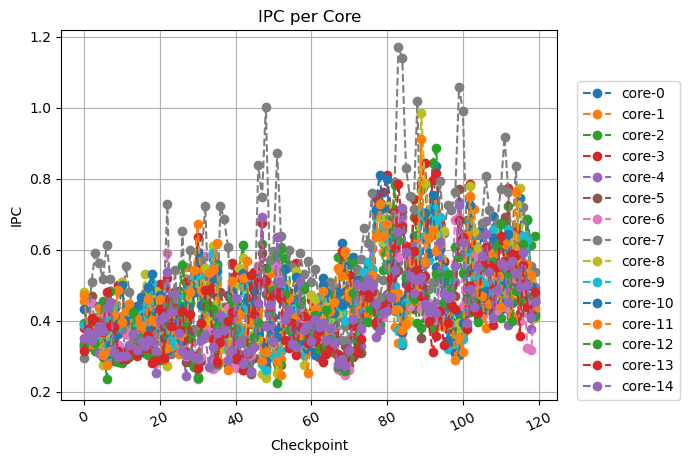 IPC per Core
IPC
1.2
1.0
0.8
0.6
0.4
0.2
0
20
40
60
80
100
120
Checkpoint
core-0
core-1
core-2
core-3
core-4
core-5
core-6
core-7
core-8
core-9
core-10
core-11
core-12
core-13
core-14